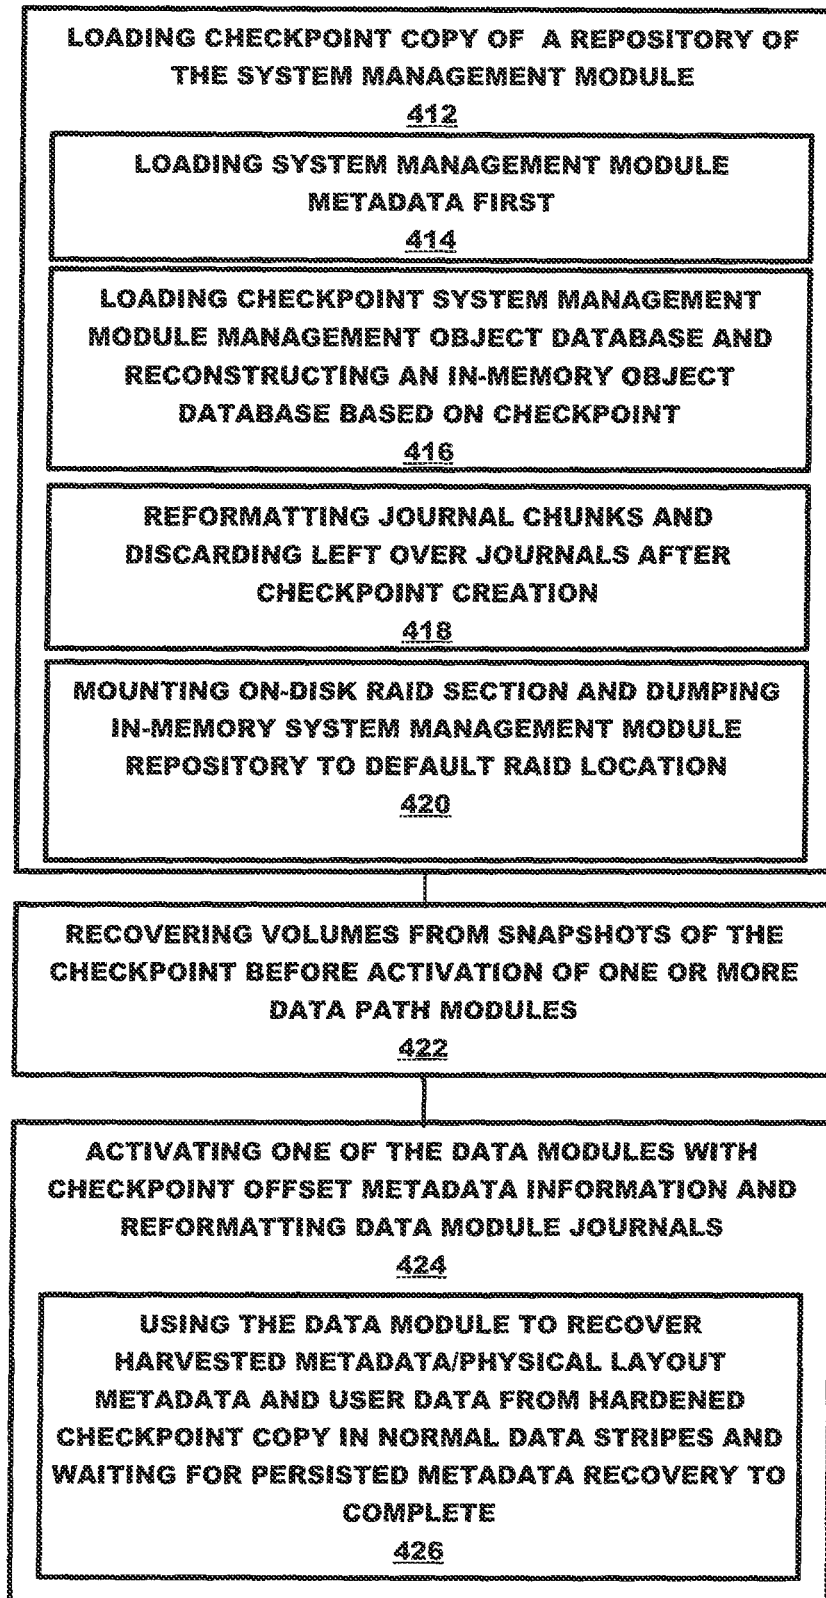 LOADING CHECKPOINT COPY OF A REPOSITORY OF
THE SYSTEM MANAGEMENT MODULE
412
LOADING SYSTEM MANAGEMENT MODULE
METADATA FIRST
414
LOADING CHECKPOINT SYSTEM MANAGEMENT
MODULE MANAGEMENT OBJECT DATABASE AND
RECONSTRUCTING AN IN-MEMORY OBJECT
DATABASE BASED ON CHECKPOINT
416
REFORMATTING JOURNAL CHUNKS AND
DISCARDING LEFT OVER JOURNALS AFTER
CHECKPOINT CREATION
418
MOUNTING ON-DISK RAID SECTION AND DUMPING
IN-MEMORY SYSTEM MANAGEMENT MODULE
REPOSITORY TO DEFAULT RAID LOCATION
420
RECOVERING VOLUMES FROM SNAPSHOTS OF THE
CHECKPOINT BEFORE ACTIVATION OF ONE OR MORE
DATA PATH MODULES
422
ACTIVATING ONE OF THE DATA MODULES WITH
CHECKPOINT OFFSET METADATA INFORMATION AND
REFORMATTING DATA MODULE JOURNALS
424
USING THE DATA MODULE TO RECOVER
HARVESTED METADATA/PHYSICAL LAYOUT
METADATA AND USER DATA FROM HARDENED
CHECKPOINT COPY IN NORMAL DATA STRIPES AND
WAITING FOR PERSISTED METADATA RECOVERY TO
COMPLETE
426